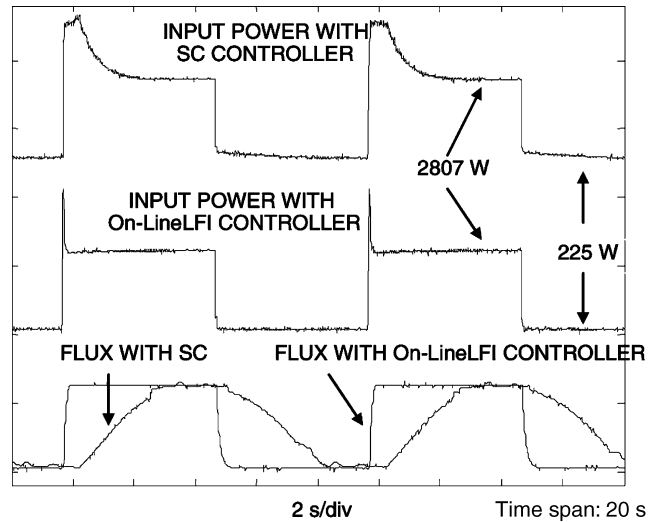 INPUT POWER WITH
SC CONTROLLER
2807 W
INPUT POWER WITH
On-LineLFI CONTROLLER
225 W
FLUX WITH SC
FLUX WITH On-LineLFI CONTROLLER
2 s/div
Time span: 20 s